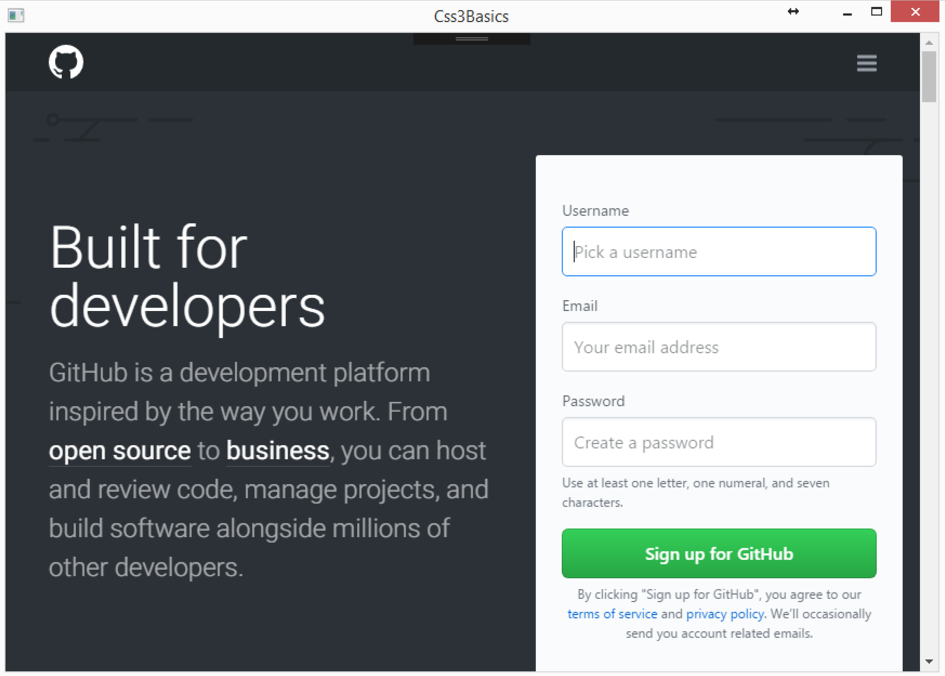 Css3Basics
Built for
developers
GitHub is a development platform
inspired by the way you work. From
open source to business, you can host
and review code, manage projects, and
build software alongside millions of
other developers.
Username
Pick a username
Email
Your email address
Password
Create a password
Use at least one letter, one numeral, and seven
characters.
Sign up for GitHub
By clicking "Sign up for GitHub", you agree to our
terms of service and privacy policy. We'll occasionally
send you account related emails.